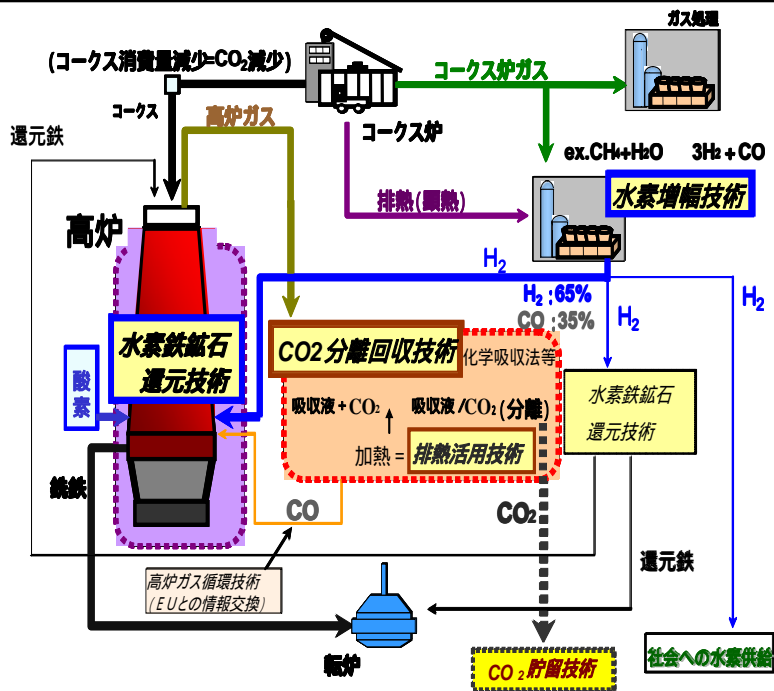 ガス処理
(コークス消費量減少=CO2減少)
コークス炉ガス
コークス
高炉ガス
コークス炉
還元鉄
ex.CH4+H2O 3H2+CO
排熱(顕熱)
水素増幅技術
高炉
H2
H2
H2 :65%
CO :35%
H2
水素鉄鉱石
還元技術
CO2分離回収技術
化学吸収法等
酸素
吸収液+CO2 吸収液/CO2(分離)
水素鉄鉱石
還元技術
加熱= 排熱活用技術
銑鉄
CO
CO2
還元鉄
高炉ガス循環技術
(EUとの情報交換)
転炉
社会への水素供給
CO2貯留技術